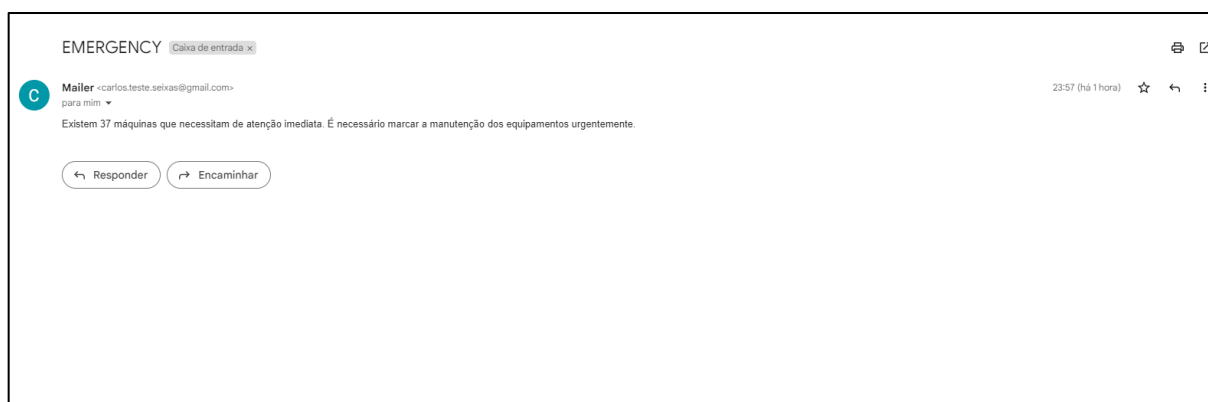 EMERGENCY Caixa de entrada ×
C
Mailer <carlos.teste.seixas@gmail.com> 23:57 (há 1 hora)
para mim
Existem 37 máquinas que necessitam de atenção imediata. É necessário marcar a manutenção dos equipamentos urgentemente.
Responder Encaminhar